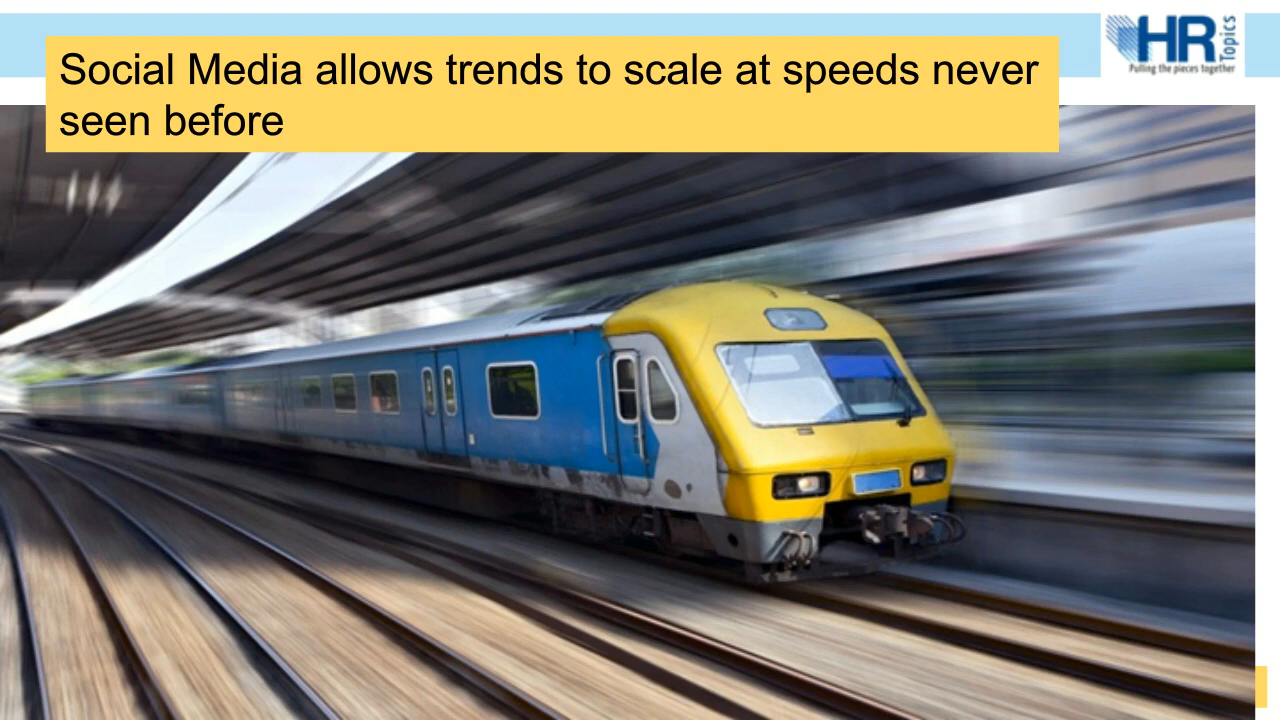 Social Media allows trends to scale at speeds never
seen before
HR
Topics
Pulling the pieces together